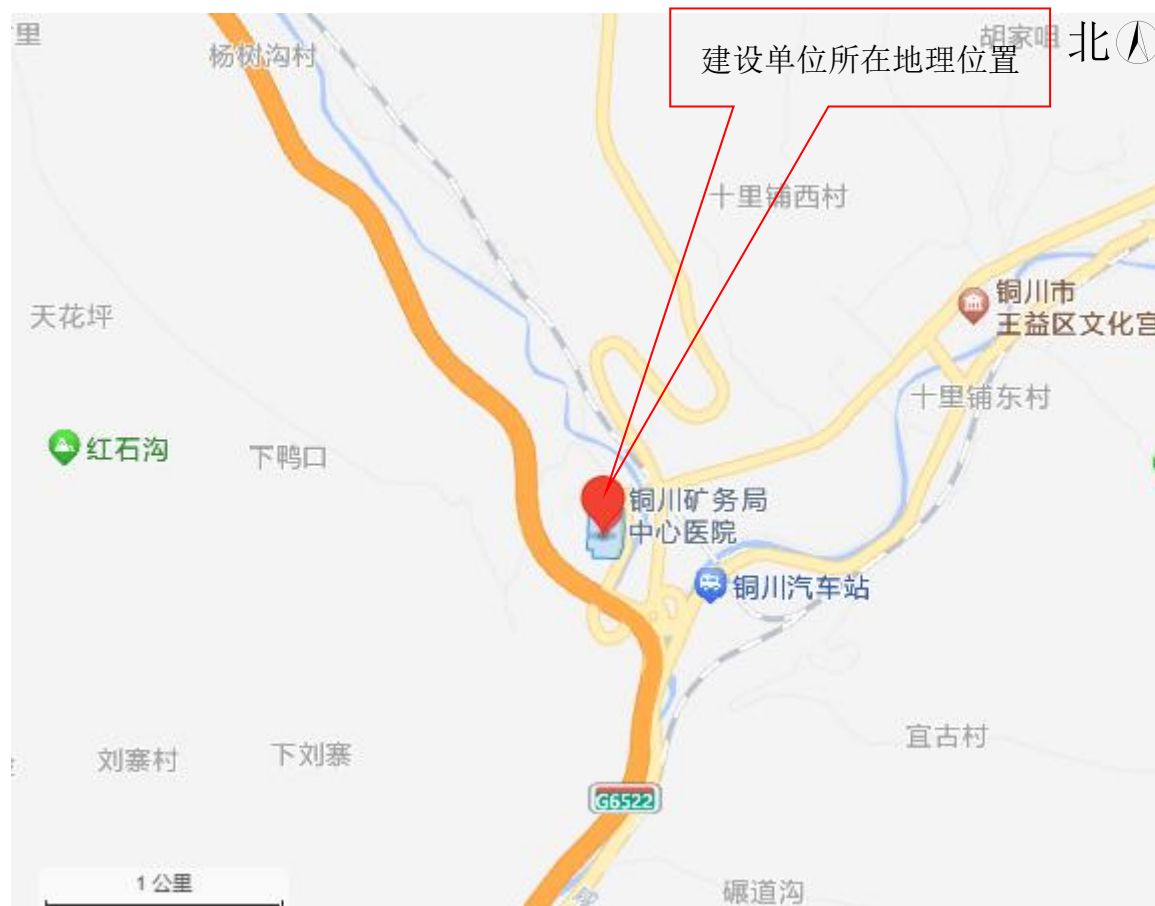 里
杨树沟村
建设单位所在地理位置
胡家咀
北
十里铺西村
天花坪
铜川市
王益区文化宫
十里铺东村
红石沟
下鸭口
铜川矿务局
中心医院
铜川汽车站
宜古村
刘寨村
下刘寨
G6522
1公里
碾道沟